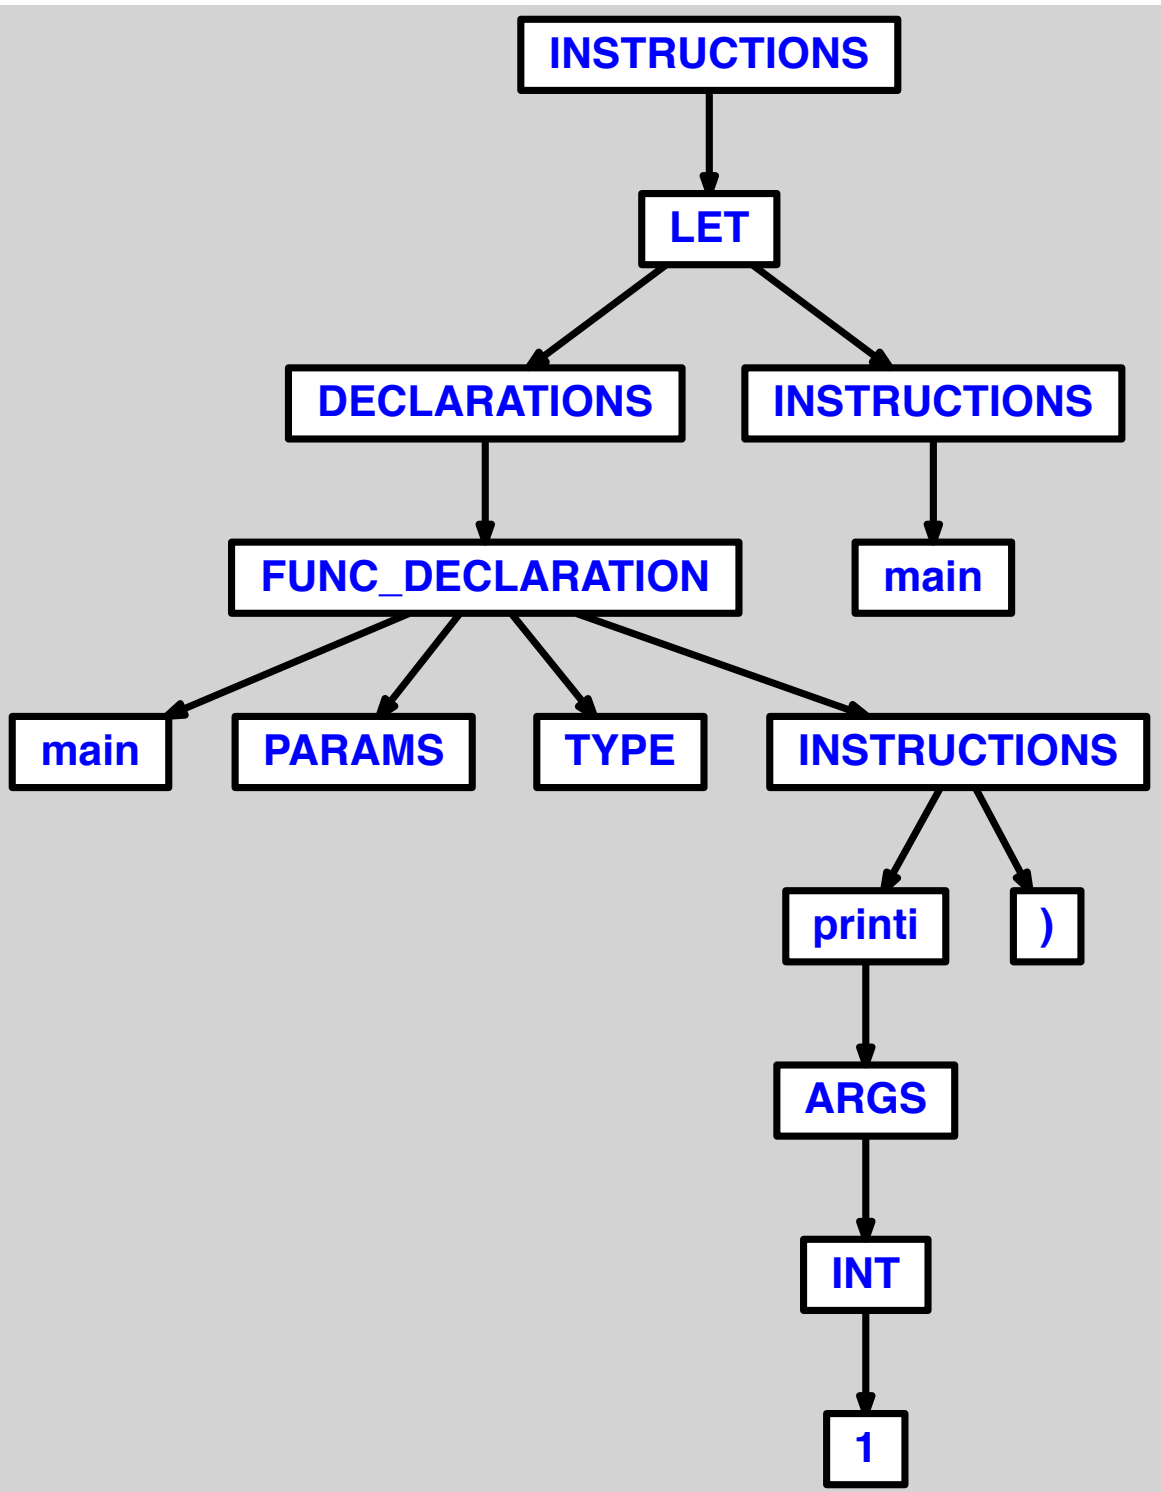 INSTRUCTIONS
LET
DECLARATIONS
INSTRUCTIONS
FUNC_DECLARATION
main
main
PARAMS
TYPE
INSTRUCTIONS
printi
)
ARGS
INT
1